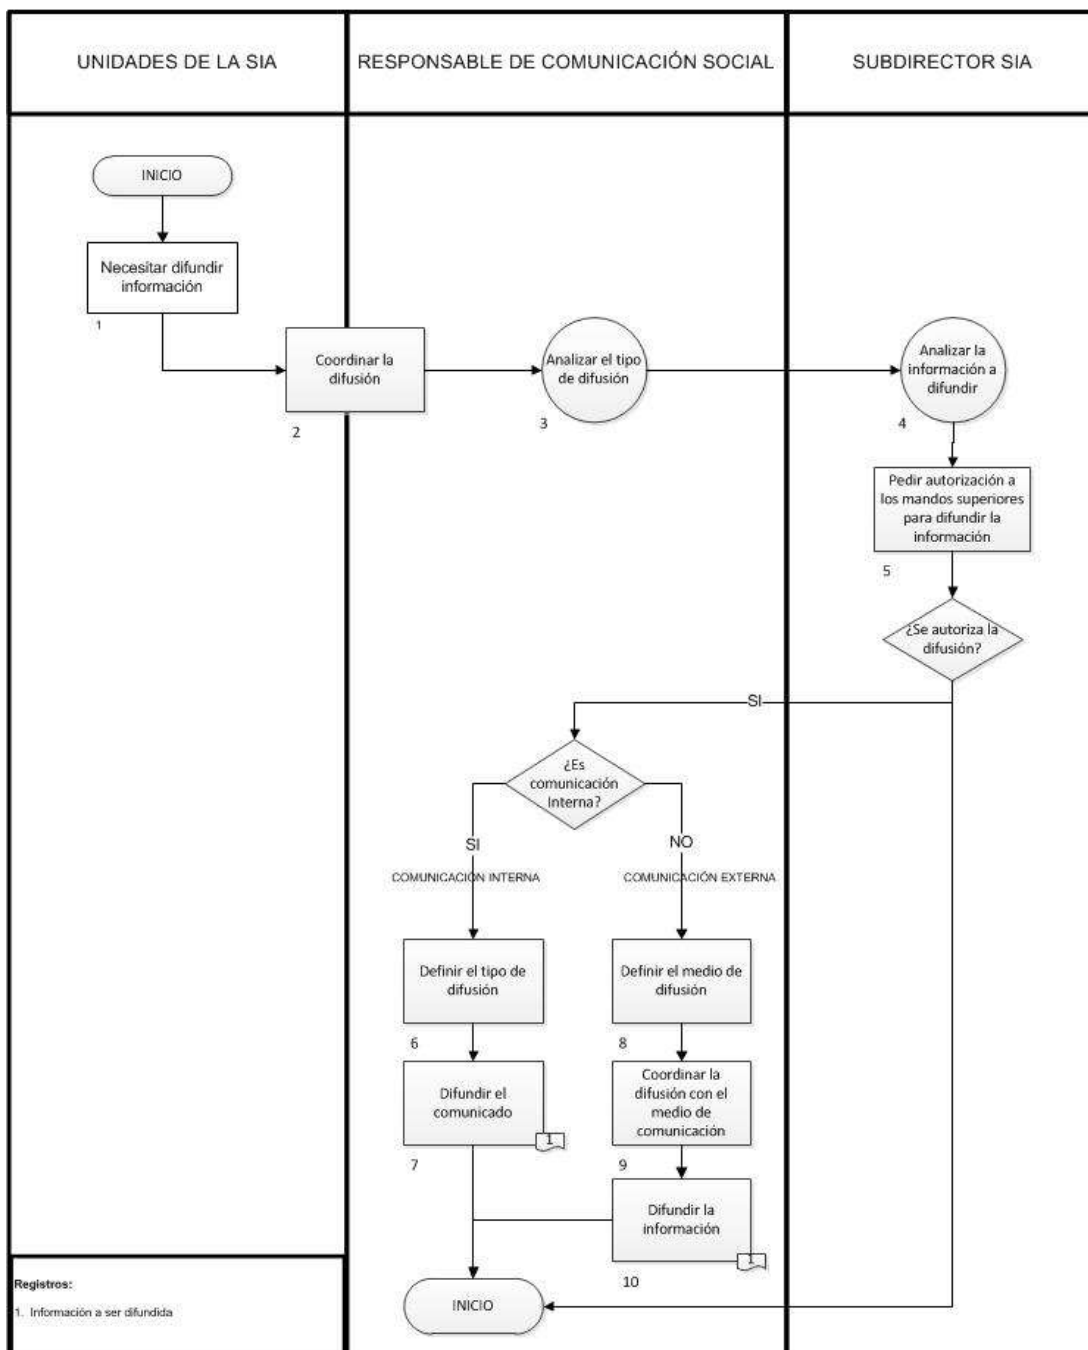 UNIDADES DE LA SIA
RESPONSABLE DE COMUNICACIÓN SOCIAL
SUBDIRECTOR SIA
INICIO
Necesitar difundir
información
1
Coordinar la
difusión
2
Analizar el tipo
de difusión
3
Analizar la
información a
difundir
4
Pedir autorización a
los mandos superiores
para difundir la
información
5
¿Se autoriza la
difusión?
SI
¿Es
comunicación
Interna?
SI
NO
COMUNICACIÓN INTERNA
COMUNICACIÓN EXTERNA
Definir el tipo de
difusión
6
Definir el medio de
difusión
8
Difundir el
comunicado
1
7
Coordinar la
difusión con el
medio de
comunicación
9
Difundir la
información
1
10
INICIO
Registros:
1. Información a ser difundida